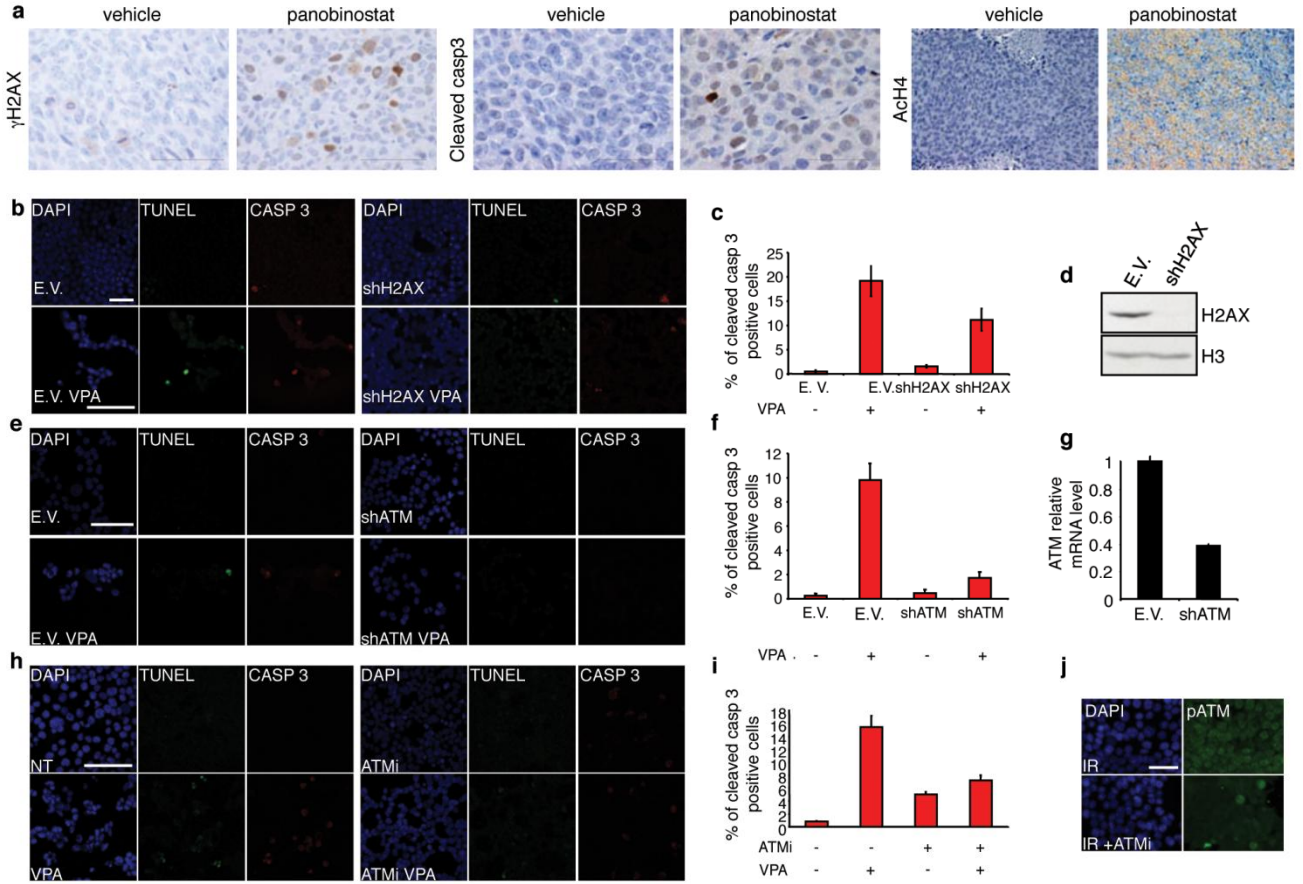 a
vehicle
panobinostat
vehicle
panobinostat
vehicle
panobinostat
γH2AX
Cleaved casp3
AcH4
b
DAPI
TUNEL
CASP 3
DAPI
TUNEL
CASP 3
E.V.
shH2AX
E.V. VPA
shH2AX VPA
c
% of cleaved casp 3
positive cells
25
20
15
10
5
0
E. V.
E.V.
shH2AX
shH2AX
VPA
-
+
-
+
d
E.V.
shH2AX
H2AX
H3
e
DAPI
TUNEL
CASP 3
DAPI
TUNEL
CASP 3
E.V.
shATM
E.V. VPA
shATM VPA
f
% of cleaved casp 3
positive cells
12
10
8
6
4
2
0
E.V.
E.V.
shATM
shATM
VPA .
-
+
-
+
g
ATM relative
mRNA level
1
0.8
0.6
0.4
0.2
0
E.V.
shATM
h
DAPI
TUNEL
CASP 3
DAPI
TUNEL
CASP 3
NT
ATMi
VPA
ATMi VPA
i
% of cleaved casp 3
positive cells
18
16
14
12
10
8
6
4
2
0
ATMi
-
-
+
+
VPA
-
+
-
+
j
DAPI
pATM
IR
IR +ATMi